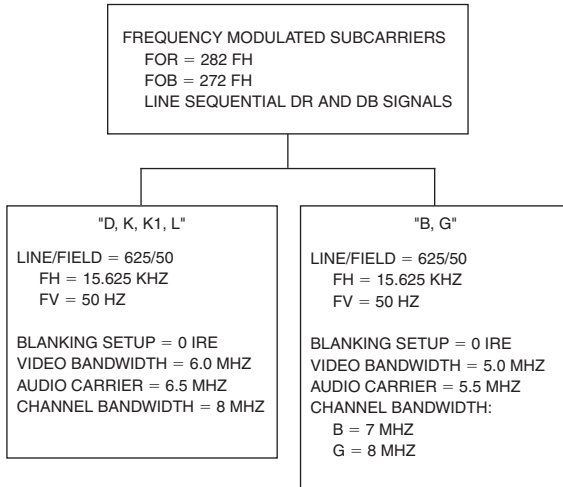 FREQUENCY MODULATED SUBCARRIERS
FOR = 282 FH
FOB = 272 FH
LINE SEQUENTIAL DR AND DB SIGNALS
"D, K, K1, L"
LINE/FIELD = 625/50
FH = 15.625 KHZ
FV = 50 HZ
BLANKING SETUP = 0 IRE
VIDEO BANDWIDTH = 6.0 MHZ
AUDIO CARRIER = 6.5 MHZ
CHANNEL BANDWIDTH = 8 MHZ
"B, G"
LINE/FIELD = 625/50
FH = 15.625 KHZ
FV = 50 HZ
BLANKING SETUP = 0 IRE
VIDEO BANDWIDTH = 5.0 MHZ
AUDIO CARRIER = 5.5 MHZ
CHANNEL BANDWIDTH:
B = 7 MHZ
G = 8 MHZ